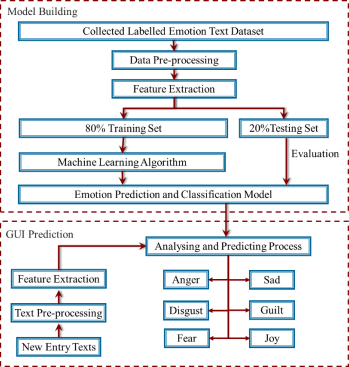 Model Building
Collected Labelled Emotion Text Dataset
Data Pre-processing
Feature Extraction
80% Training Set
20%Testing Set
Machine Learning Algorithm
Evaluation
Emotion Prediction and Classification Model
GUI Prediction
Analysing and Predicting Process
Feature Extraction
Anger
Sad
Text Pre-processing
Disgust
Guilt
New Entry Texts
Fear
Joy